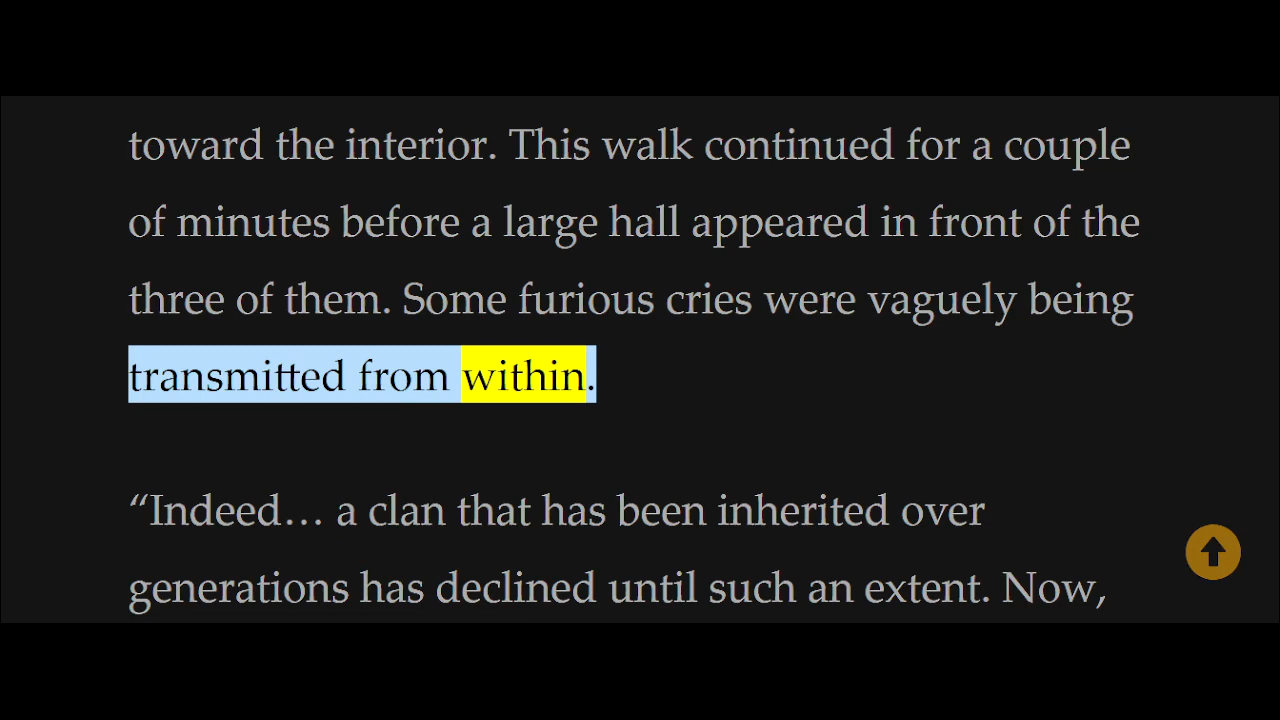 toward the interior. This walk continued for a couple
of minutes before a large hall appeared in front of the
three of them. Some furious cries were vaguely being
transmitted from within.
“Indeed… a clan that has been inherited over
generations has declined until such an extent. Now,